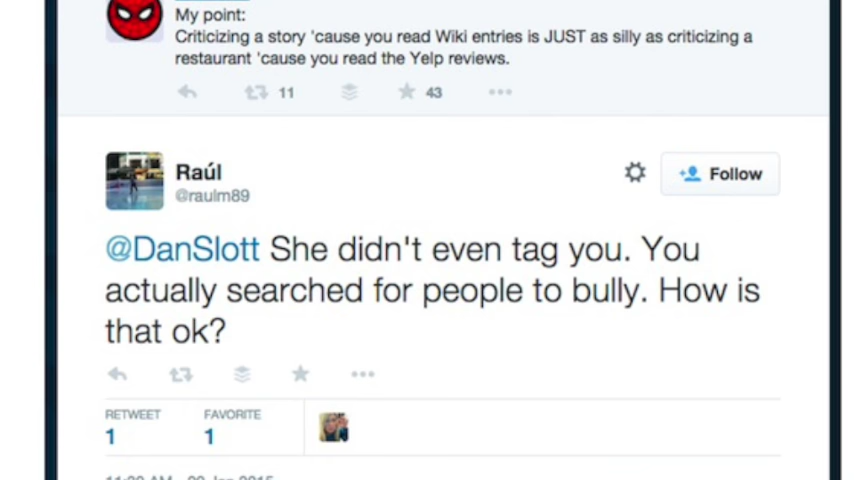 My point:
Criticizing a story 'cause you read Wiki entries is JUST as silly as criticizing a
restaurant 'cause you read the Yelp reviews.
11 43
Raúl
Follow
@raulm89
@DanSlott She didn't even tag you. You
actually searched for people to bully. How is
that ok?
RETWEET FAVORITE
1 1